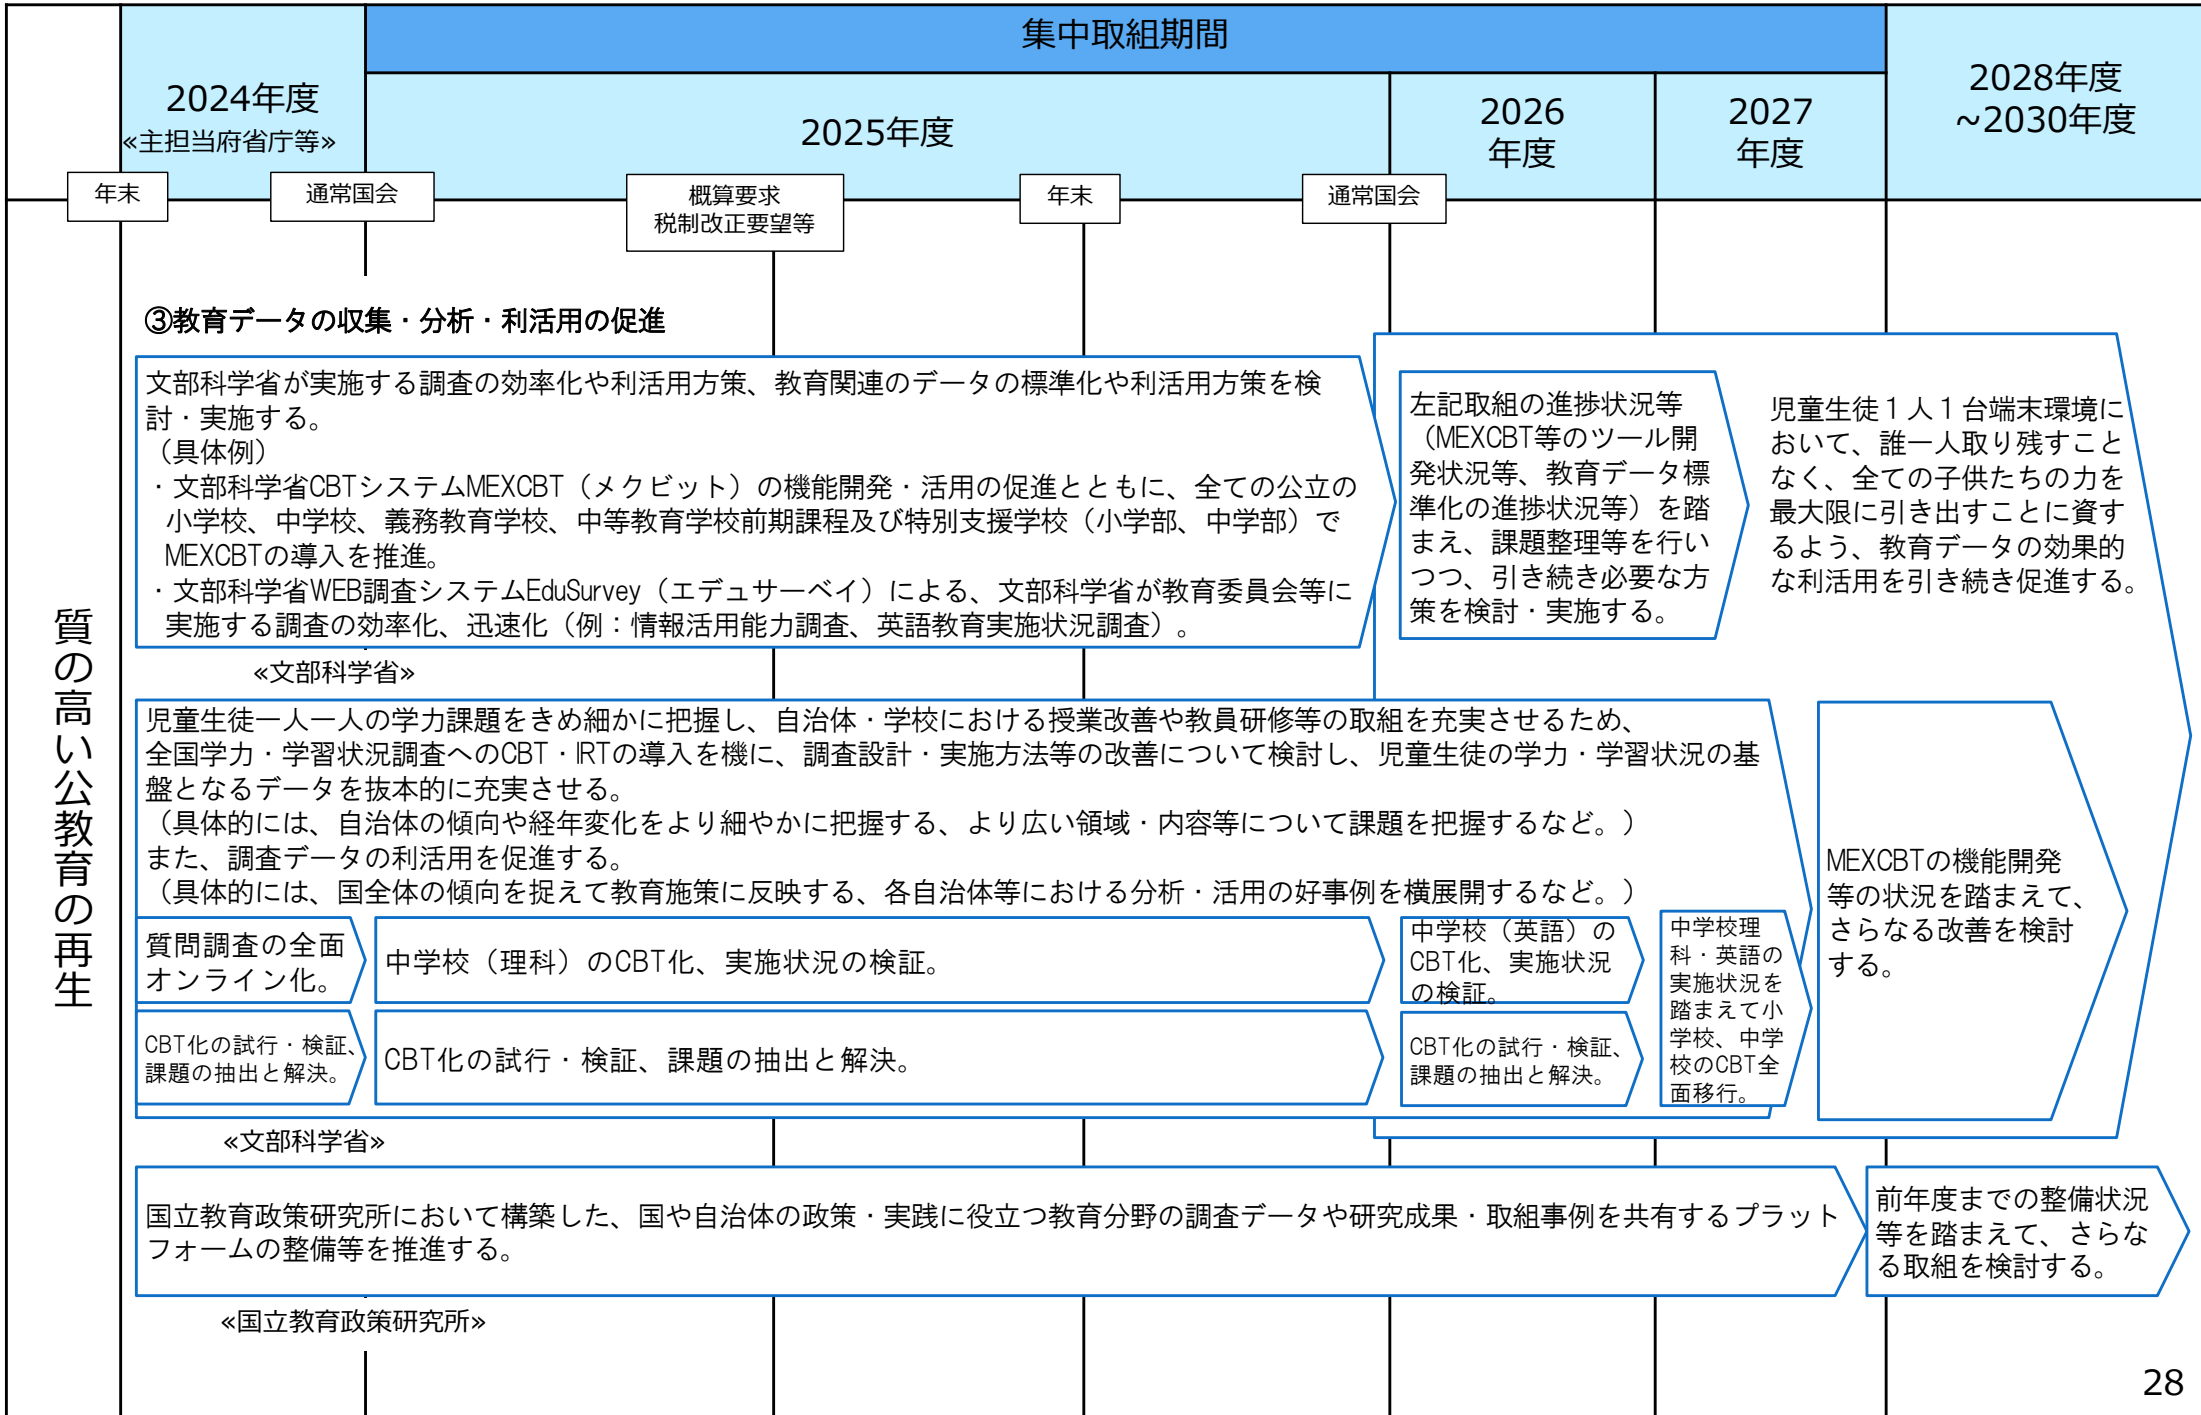 集中取組期間
2024年度
«主担当府省庁等»
2025年度
2026
年度
2027
年度
2028年度
~2030年度
年末
通常国会
概算要求
税制改正要望等
年末
通常国会
質の高い公教育の再生
③教育データの収集・分析・利活用の促進
文部科学省が実施する調査の効率化や利活用方策、教育関連のデータの標準化や利活用方策を検
討・実施する。
（具体例）
・文部科学省CBTシステムMEXCBT（メクビット）の機能開発・活用の促進とともに、全ての公立の
小学校、中学校、義務教育学校、中等教育学校前期課程及び特別支援学校（小学部、中学部）で
MEXCBTの導入を推進。
・文部科学省WEB調査システムEduSurvey（エデュサーベイ）による、文部科学省が教育委員会等に
実施する調査の効率化、迅速化（例：情報活用能力調査、英語教育実施状況調査）。
«文部科学省»
左記取組の進捗状況等
（MEXCBT等のツール開
発状況等、教育データ標
準化の進捗状況等）を踏
まえ、課題整理等を行い
つつ、引き続き必要な方
策を検討・実施する。
児童生徒１人１台端末環境に
おいて、誰一人取り残すこと
なく、全ての子供たちの力を
最大限に引き出すことに資す
るよう、教育データの効果的
な利活用を引き続き促進する。
児童生徒一人一人の学力課題をきめ細かに把握し、自治体・学校における授業改善や教員研修等の取組を充実させるため、
全国学力・学習状況調査へのCBT・IRTの導入を機に、調査設計・実施方法等の改善について検討し、児童生徒の学力・学習状況の基
盤となるデータを抜本的に充実させる。
（具体的には、自治体の傾向や経年変化をより細やかに把握する、より広い領域・内容等について課題を把握するなど。）
また、調査データの利活用を促進する。
（具体的には、国全体の傾向を捉えて教育施策に反映する、各自治体等における分析・活用の好事例を横展開するなど。）
質問調査の全面
オンライン化。
中学校（理科）のCBT化、実施状況の検証。
中学校（英語）の
CBT化、実施状況
の検証。
中学校理
科・英語の
実施状況を
踏まえて小
学校、中学
校のCBT全
面移行。
CBT化の試行・検証、
課題の抽出と解決。
CBT化の試行・検証、課題の抽出と解決。
CBT化の試行・検証、
課題の抽出と解決。
MEXCBTの機能開発
等の状況を踏まえて、
さらなる改善を検討
する。
«文部科学省»
国立教育政策研究所において構築した、国や自治体の政策・実践に役立つ教育分野の調査データや研究成果・取組事例を共有するプラット
フォームの整備等を推進する。
前年度までの整備状況
等を踏まえて、さらな
る取組を検討する。
«国立教育政策研究所»
28